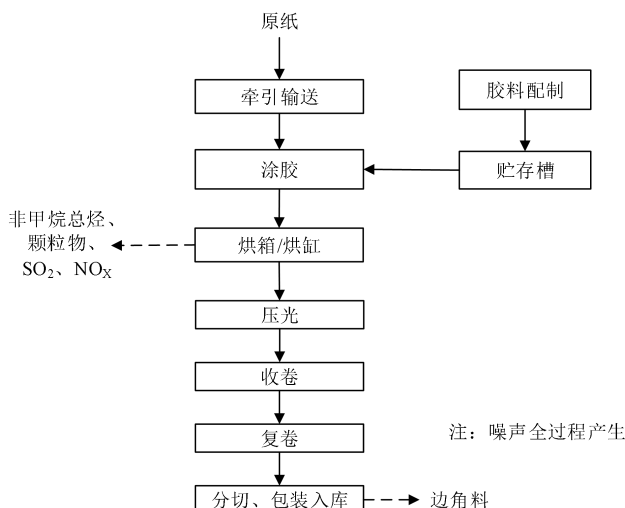 原纸
牵引输送
胶料配制
涂胶
贮存槽
非甲烷总烃、
颗粒物、
SO₂、NOX
烘箱/烘缸
压光
收卷
复卷
注：噪声全过程产生
分切、包装入库
边角料